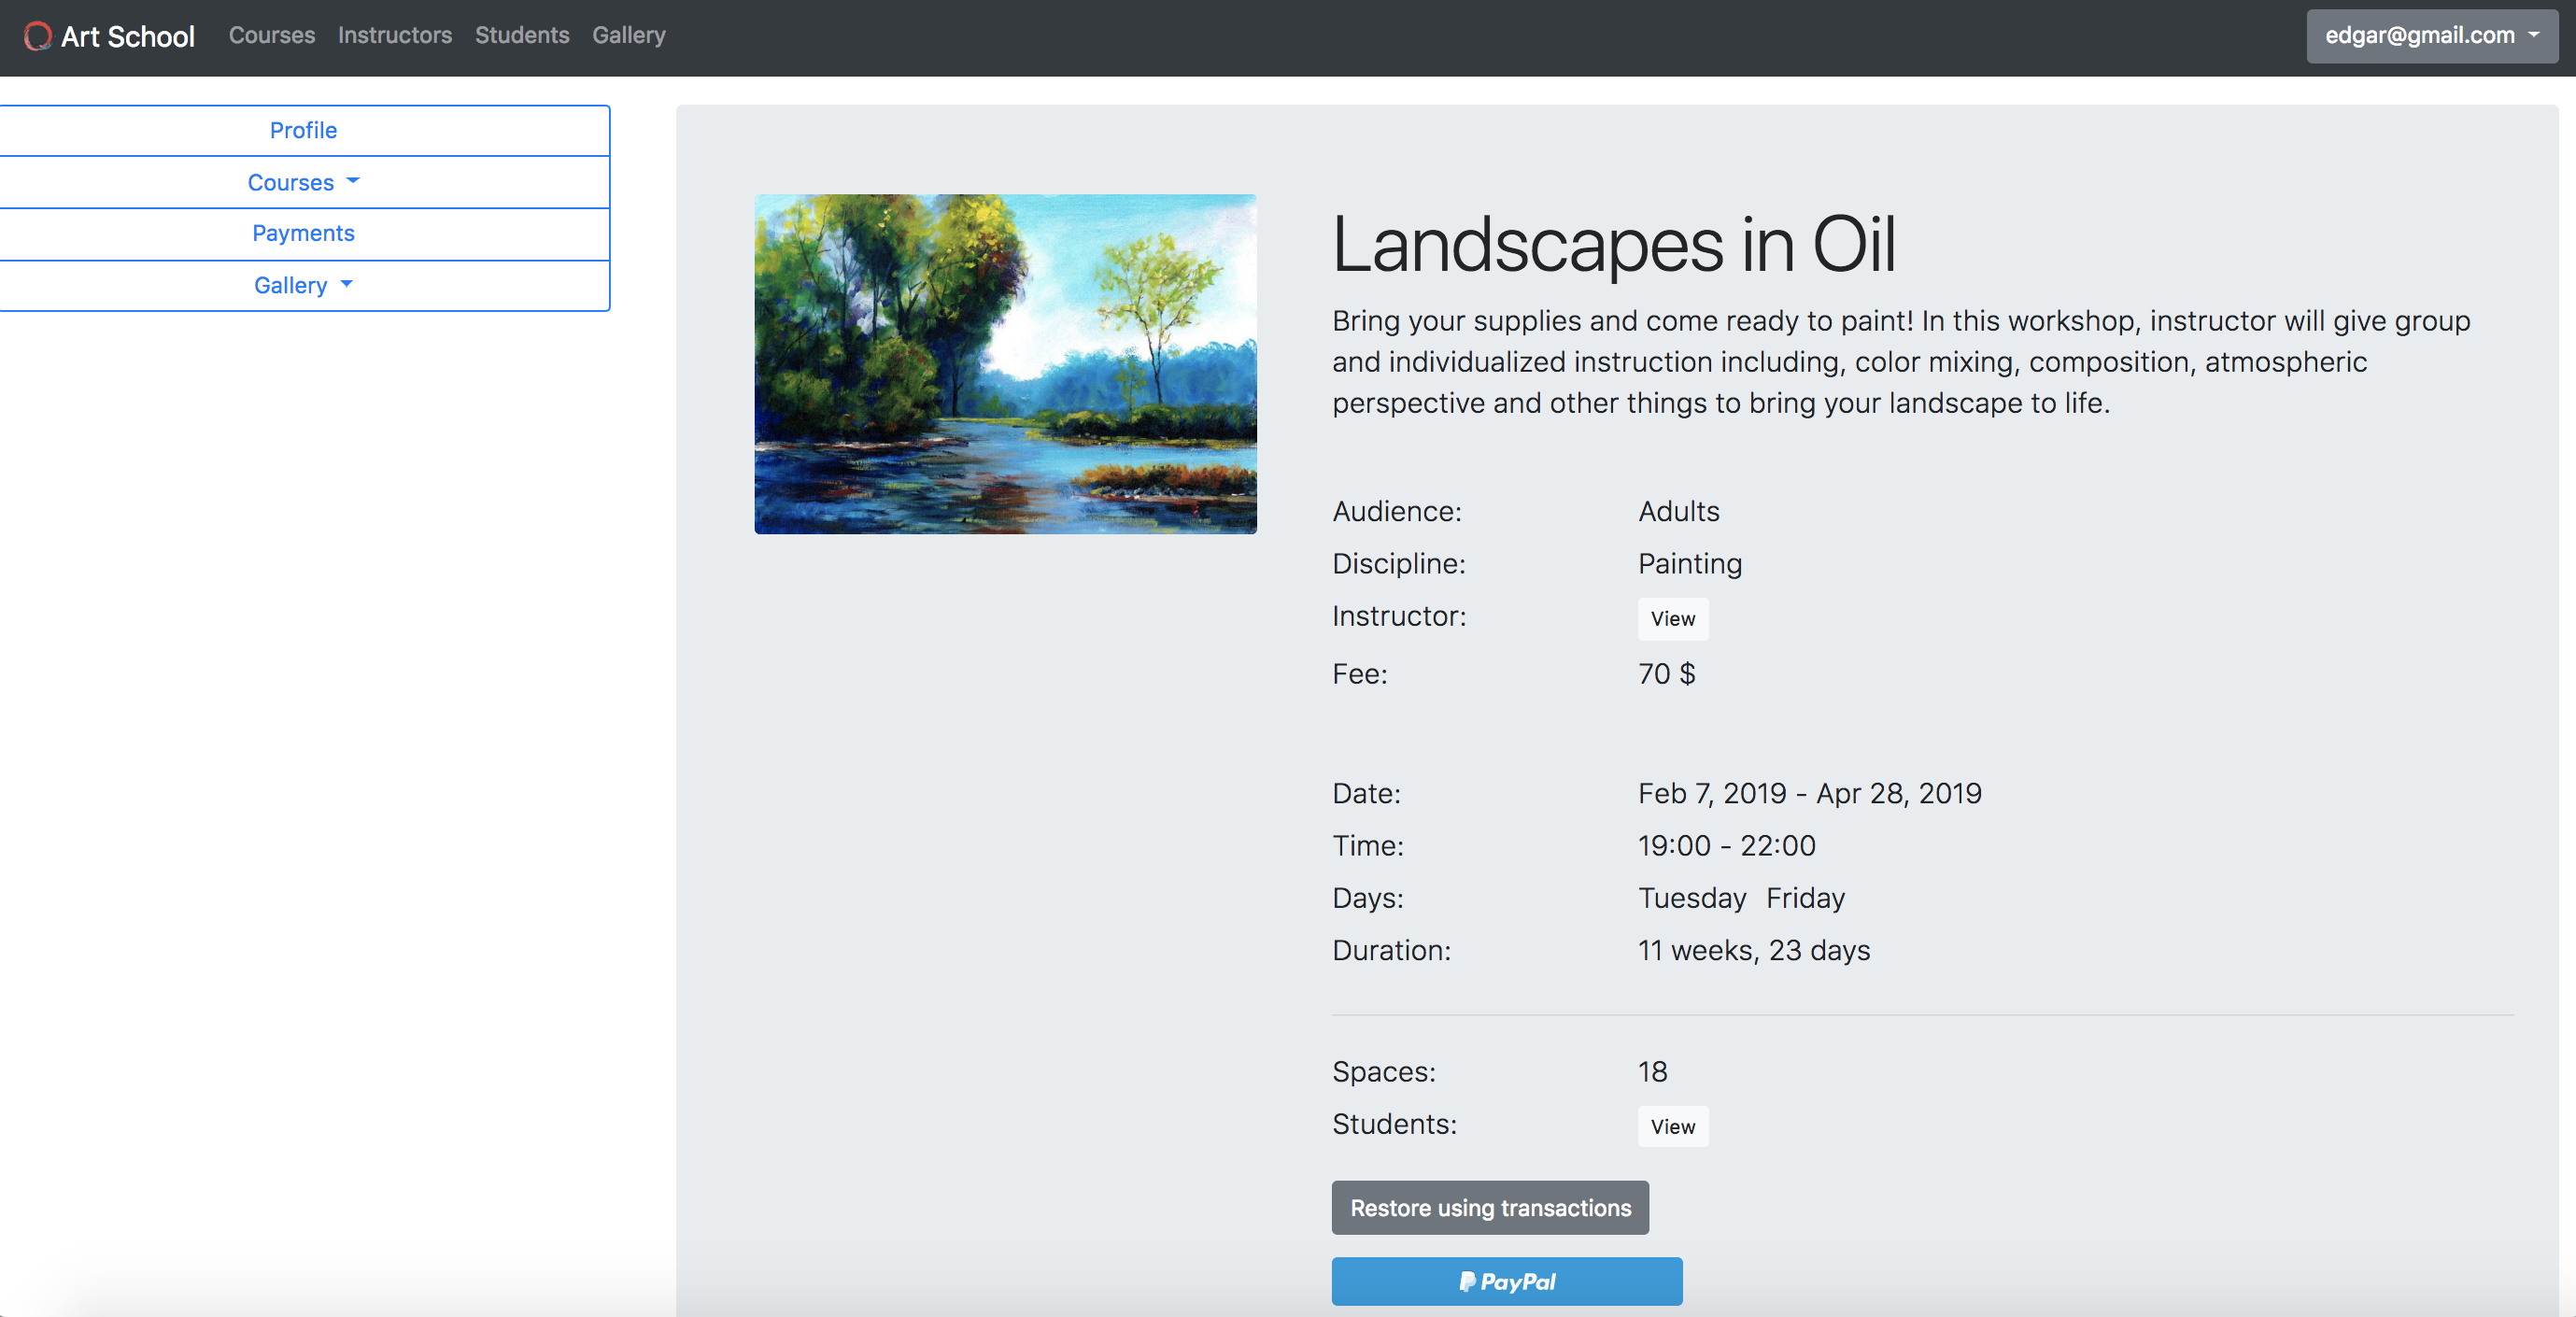 Art School Courses Instructors Students Gallery edgar@gmail.com
Profile
Courses
Payments
Gallery
Landscapes in Oil
Bring your supplies and come ready to paint! In this workshop, instructor will give group
and individualized instruction including, color mixing, composition, atmospheric
perspective and other things to bring your landscape to life.
Audience: Adults
Discipline: Painting
Instructor: View
Fee: 70 $
Date: Feb 7, 2019 - Apr 28, 2019
Time: 19:00 - 22:00
Days: Tuesday Friday
Duration: 11 weeks, 23 days
Spaces: 18
Students: View
Restore using transactions
PayPal